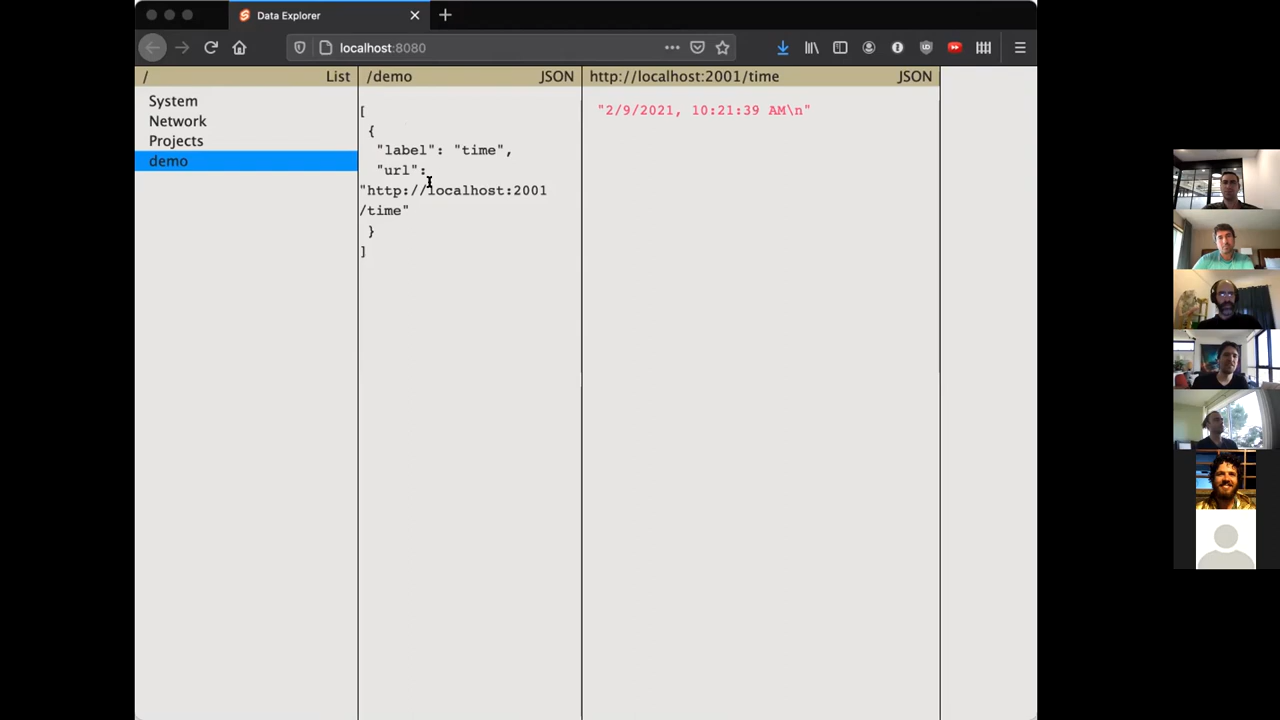 Data Explorer
localhost:8080
/ List
System
Network
Projects
demo
/demo JSON
[
{
"label": "time",
"url":
"http://localhost:2001
/time"
}
]
http://localhost:2001/time JSON
"2/9/2021, 10:21:39 AM\n"